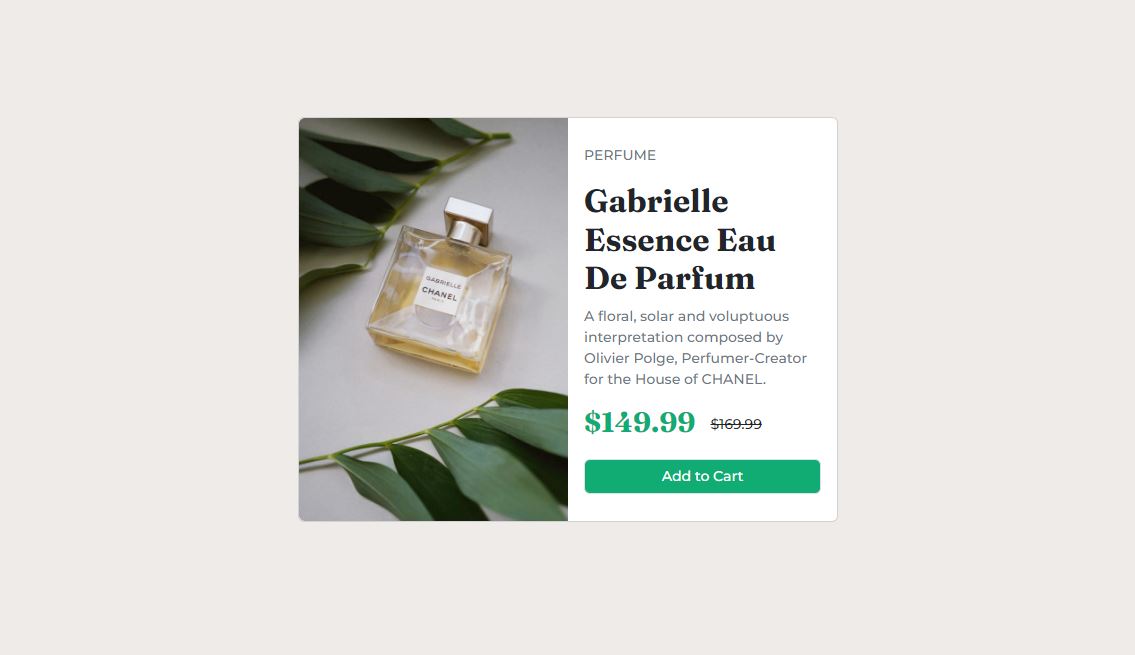 GABRIELLE
CHANEL
PARIS
PERFUME
Gabrielle
Essence Eau
De Parfum
A floral, solar and voluptuous
interpretation composed by
Olivier Polge, Perfumer-Creator
for the House of CHANEL.
$149.99 $169.99
Add to Cart